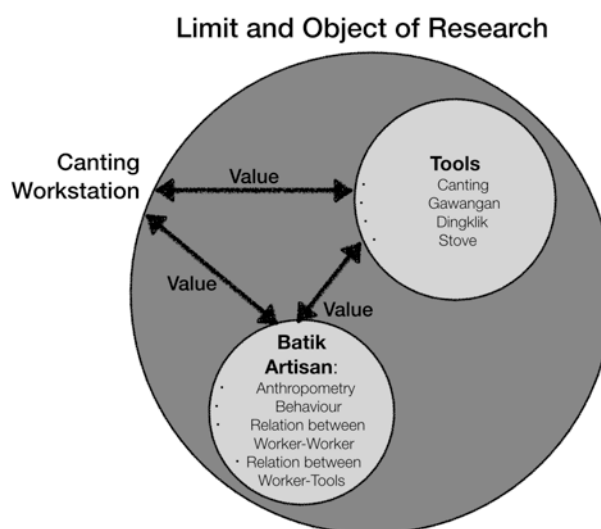 Limit and Object of Research
Canting
Workstation
Value
Tools
· Canting
· Gawangan
· Dingklik
· Stove
Value
Value
Batik
Artisan:
· Anthropometry
· Behaviour
· Relation between
Worker-Worker
· Relation between
Worker-Tools